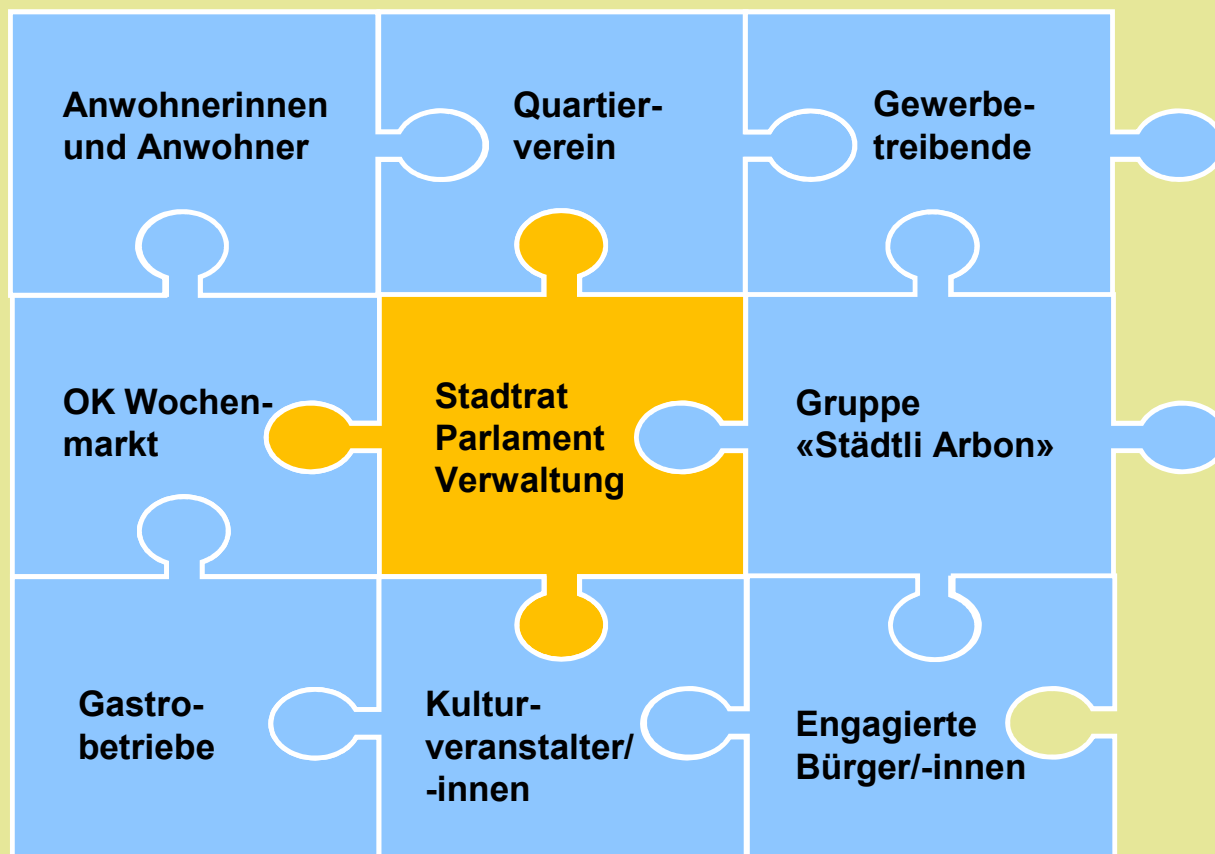 Anwohnerinnen
und Anwohner
Quartier-
verein
Gewerbe-
treibende
OK Wochen-
markt
Stadtrat
Parlament
Verwaltung
Gruppe
«Städtli Arbon»
Gastro-
betriebe
Kultur-
veranstalter/
-innen
Engagierte
Bürger/-innen